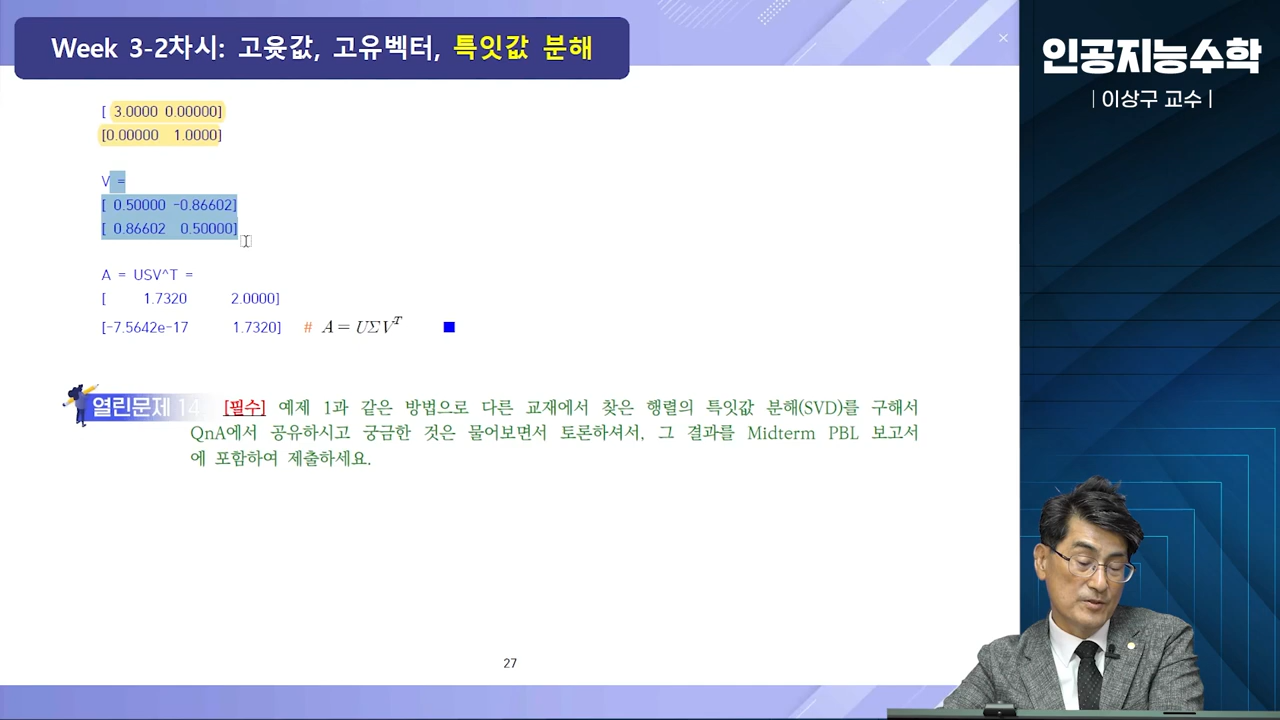 Week 3-2차시: 고윳값, 고유벡터, 특잇값 분해
인공지능수학
| 이상구 교수 |
[ 3.0000 0.00000]
[0.00000 1.0000]
V =
[ 0.50000 -0.86602]
[ 0.86602 0.50000]
A = USV^T =
[ 1.7320 2.0000]
[-7.5642e-17 1.7320] # A = UΣV^T ■
열린문제 14 [필수] 예제 1과 같은 방법으로 다른 교재에서 찾은 행렬의 특잇값 분해(SVD)를 구해서
QnA에서 공유하시고 궁금한 것은 물어보면서 토론하셔서, 그 결과를 Midterm PBL 보고서
에 포함하여 제출하세요.
27